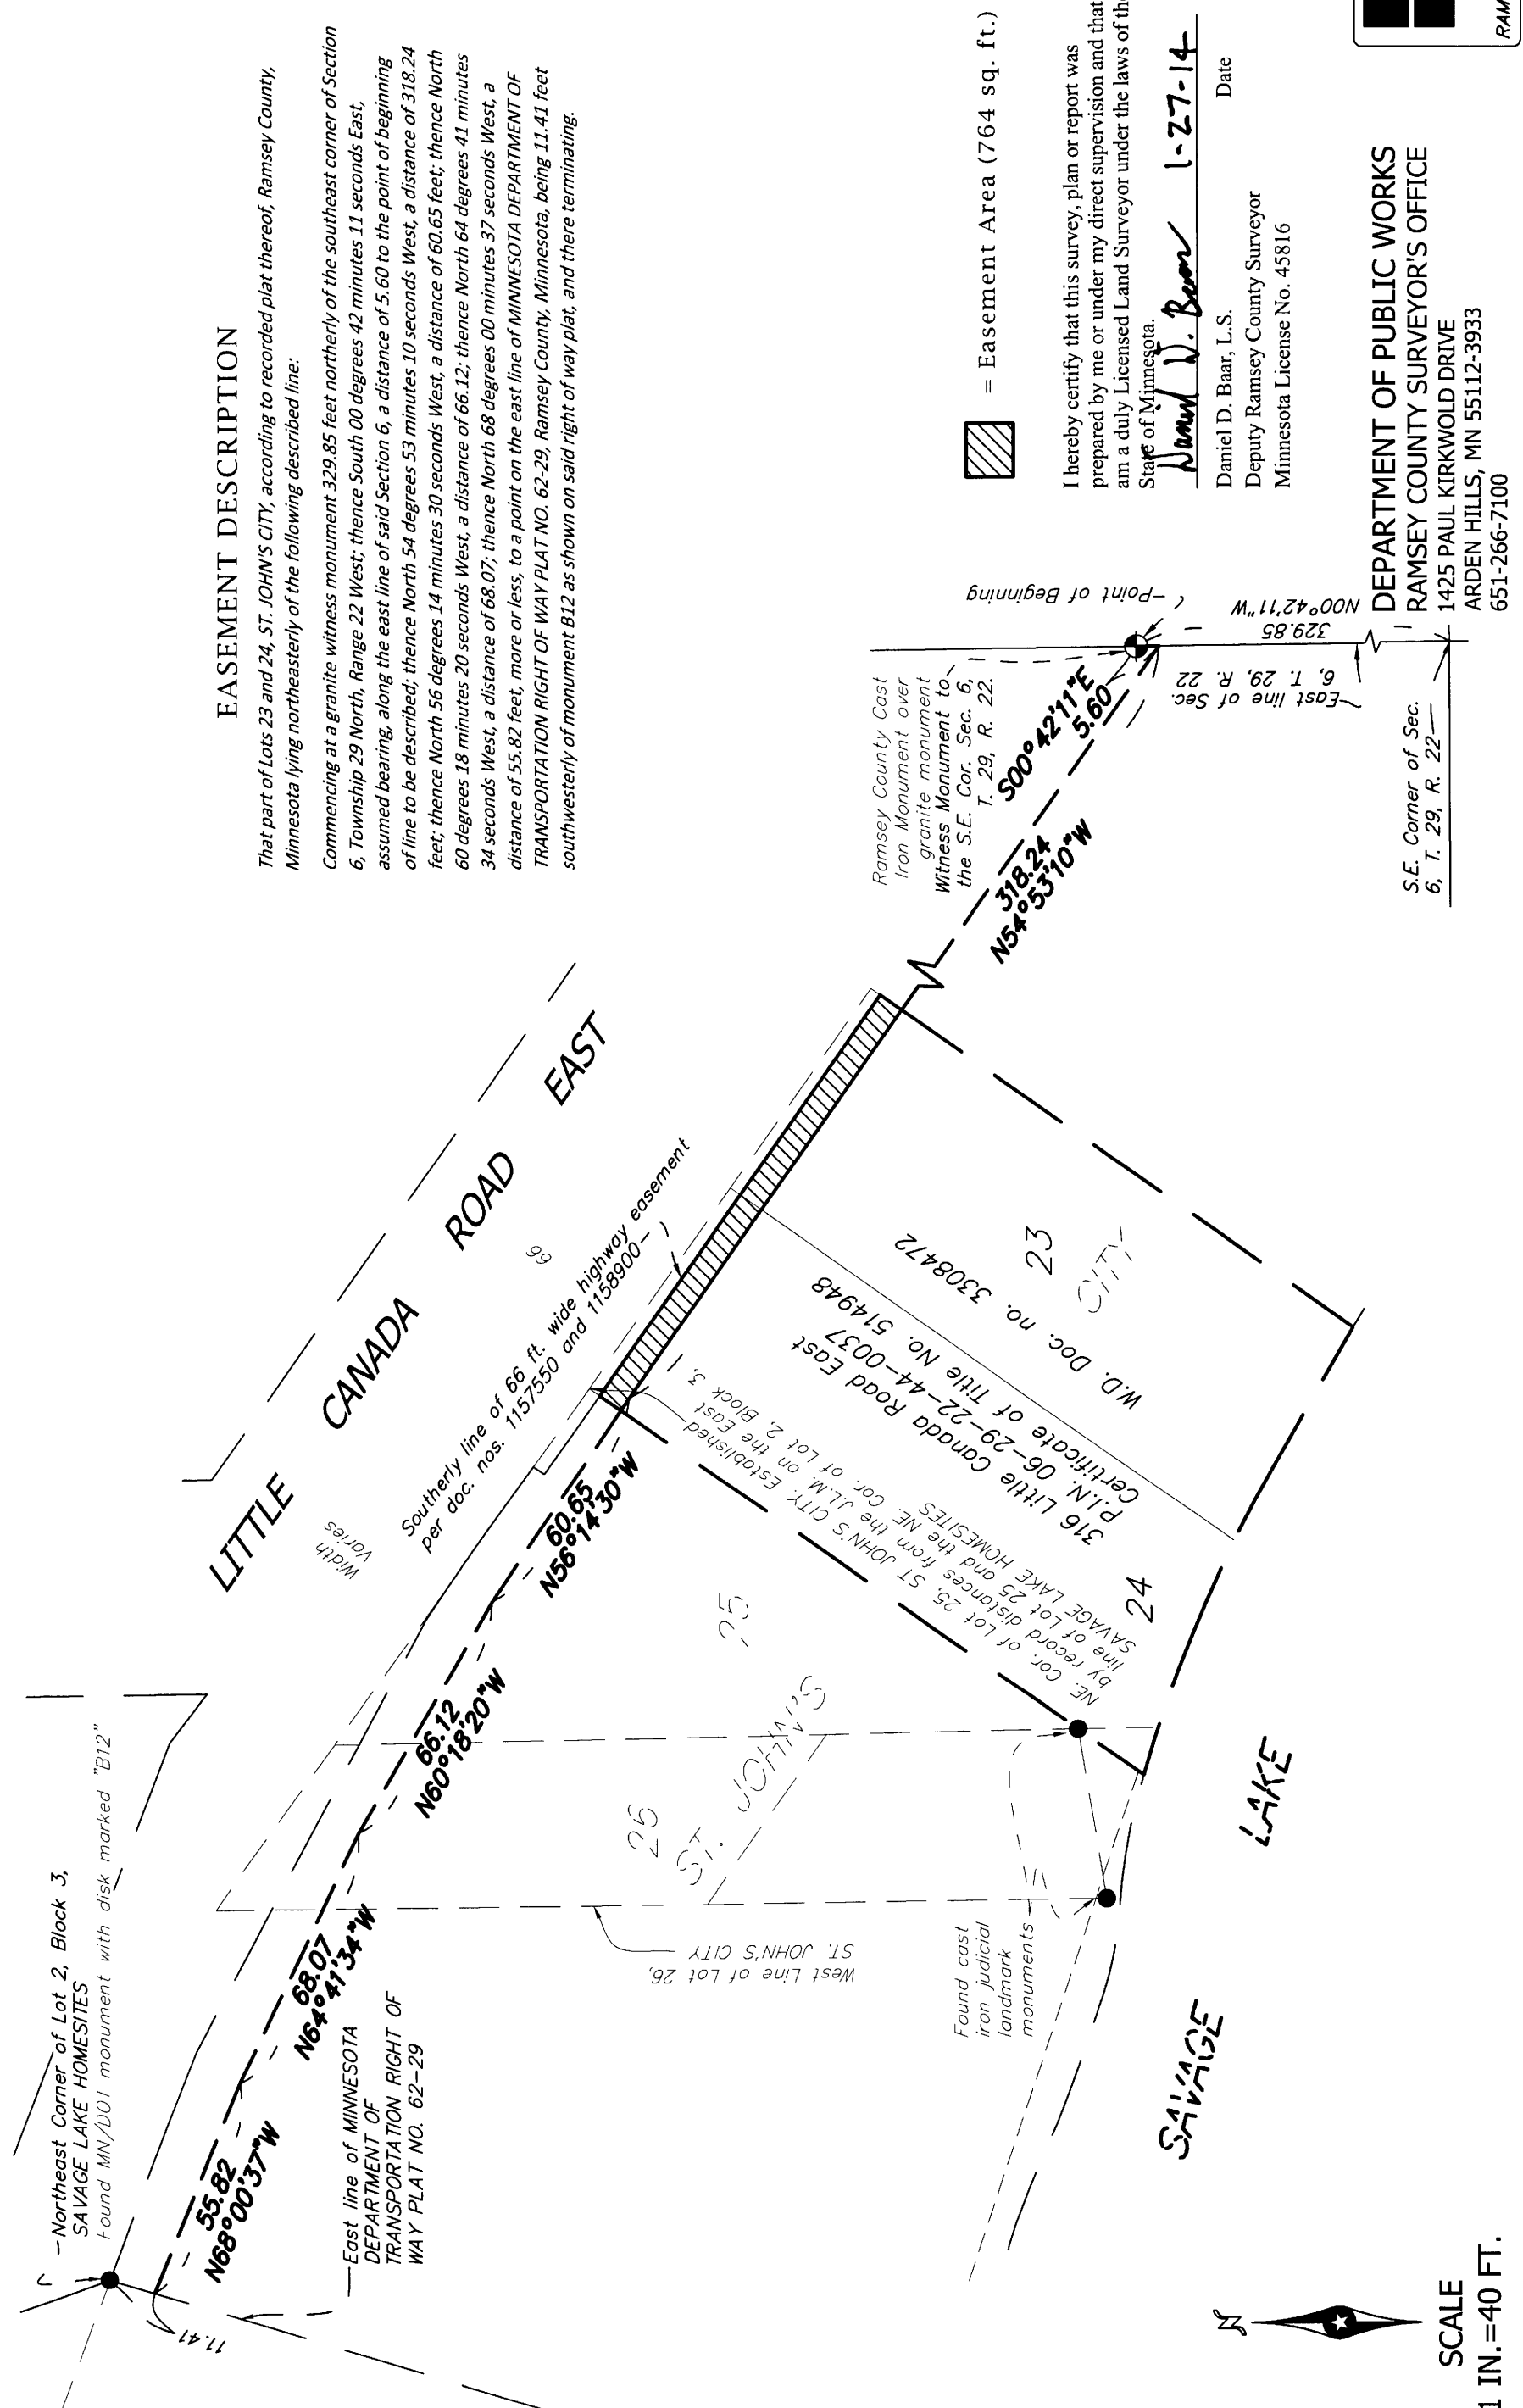 EASEMENT DESCRIPTION
That part of Lots 23 and 24, ST. JOHN'S CITY, according to recorded plat thereof, Ramsey County,
Minnesota lying northeasterly of the following described line:
Commencing at a granite witness monument 329.85 feet northerly of the southeast corner of Section
6, Township 29 North, Range 22 West; thence South 00 degrees 42 minutes 11 seconds East,
assumed bearing, along the east line of said Section 6, a distance of 5.60 to the point of beginning
of line to be described; thence North 54 degrees 53 minutes 10 seconds West, a distance of 318.24
feet; thence North 56 degrees 14 minutes 30 seconds West, a distance of 60.65 feet; thence North
60 degrees 18 minutes 20 seconds West, a distance of 66.12; thence North 64 degrees 41 minutes
34 seconds West, a distance of 68.07; thence North 68 degrees 00 minutes 37 seconds West, a
distance of 55.82 feet, more or less, to a point on the east line of MINNESOTA DEPARTMENT OF
TRANSPORTATION RIGHT OF WAY PLAT NO. 62-29, Ramsey County, Minnesota, being 11.41 feet
southwesterly of monument B12 as shown on said right of way plat, and there terminating.
—Northeast Corner of Lot 2, Block 3,
SAVAGE LAKE HOMESITES
Found MN/DOT monument with disk marked "B12"
11.41
55.82
N68°00'37"W
68.07
N64°41'34"W
66.12
N60°18'20"W
60.65
N56°14'30"W
318.24
N54°53'10"W
S00°42'11"E
5.60
—East line of MINNESOTA
DEPARTMENT OF
TRANSPORTATION RIGHT OF
WAY PLAT NO. 62-29
LITTLE CANADA ROAD EAST
Width
Varies
66
Southerly line of 66 ft. wide highway easement
per doc. nos. 1157550 and 1158900—
West Line of Lot 26,
ST. JOHN'S CITY
26
25
24
23
ST. JOHN'S CITY
NE. Cor. of Lot 25, ST JOHN'S CITY. Established
by record distances from the J.L.M. on the East
line of Lot 25 and the NE. Cor. of Lot 2, Block 3,
SAVAGE LAKE HOMESITES
316 Little Canada Road East
P.I.N. 06-29-22-44-0037
Certificate of Title No. 514948
W.D. Doc. no. 3308472
Found cast
iron judicial
landmark
monuments
SAVAGE LAKE
Ramsey County Cast
Iron Monument over
granite monument
Witness Monument to
the S.E. Cor. Sec. 6,
T. 29, R. 22.
—Point of Beginning
329.85
N00°42'11"W
East line of Sec.
6, T. 29, R. 22
S.E. Corner of Sec.
6, T. 29, R. 22—
= Easement Area (764 sq. ft.)
I hereby certify that this survey, plan or report was
prepared by me or under my direct supervision and that
am a duly Licensed Land Surveyor under the laws of the
State of Minnesota.
1-27-14
Daniel D. Baar, L.S. Date
Deputy Ramsey County Surveyor
Minnesota License No. 45816
DEPARTMENT OF PUBLIC WORKS
RAMSEY COUNTY SURVEYOR'S OFFICE
1425 PAUL KIRKWOLD DRIVE
ARDEN HILLS, MN 55112-3933
651-266-7100
RAM
N
SCALE
1 IN.=40 FT.